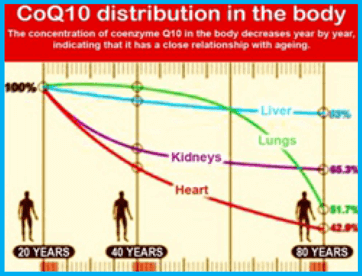 CoQ10 distribution in the body
The concentration of coenzyme Q10 in the body decreases year by year,
indicating that it has a close relationship with ageing.
100%
Liver
Lungs
Kidneys
65.3%
Heart
51.7%
42.9%
20 YEARS
40 YEARS
80 YEARS